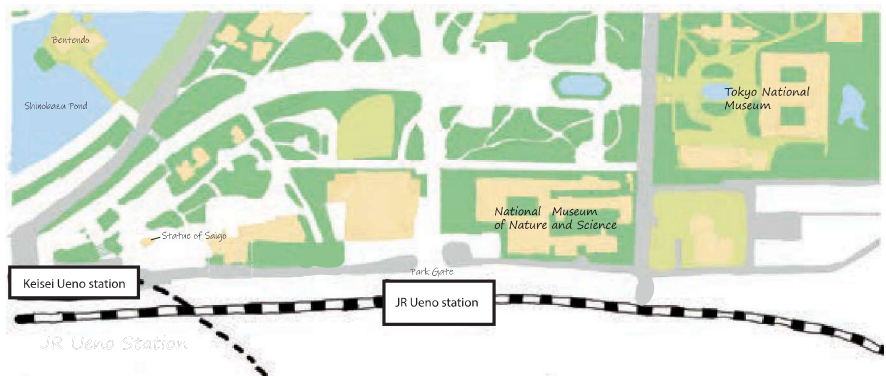 Bentendo
Shinobazu Pond
Tokyo National
Museum
National Museum
of Nature and Science
Statue of Saigo
Park Gate
Keisei Ueno station
JR Ueno station
JR Ueno Station